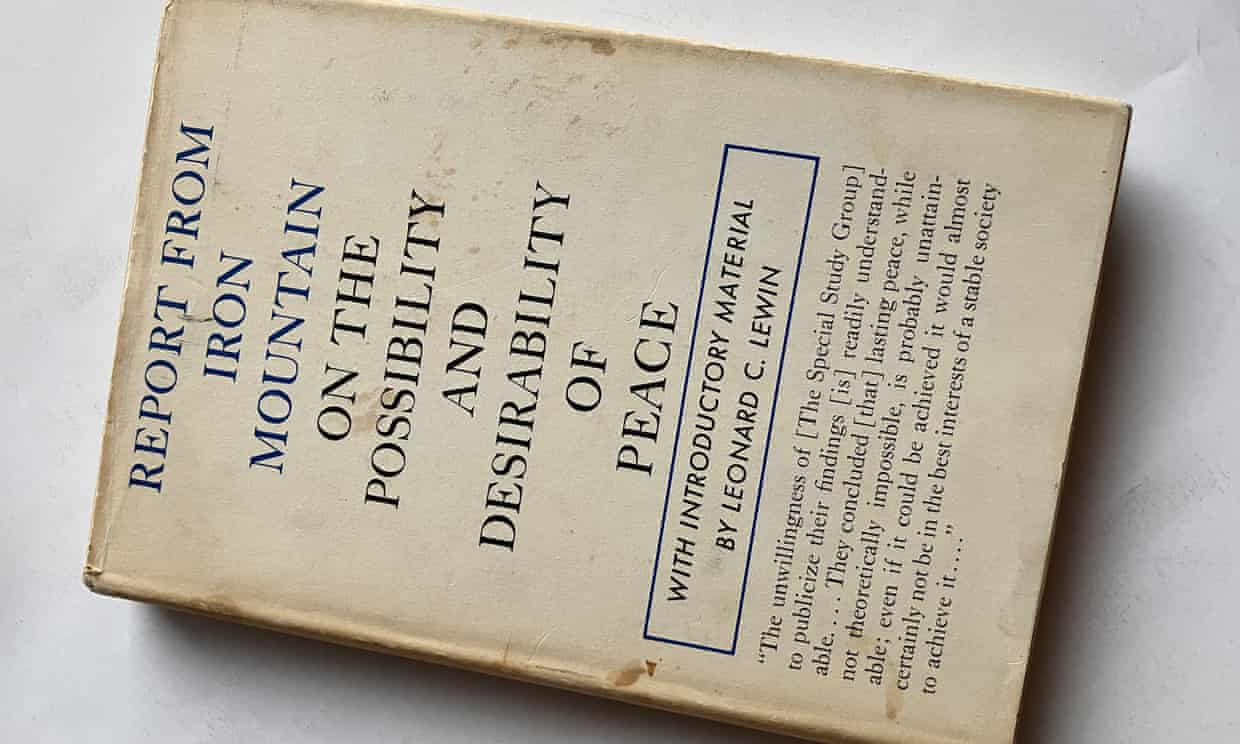 REPORT FROM
IRON
MOUNTAIN
ON THE
POSSIBILITY
AND
DESIRABILITY
OF
PEACE
WITH INTRODUCTORY MATERIAL
BY LEONARD C. LEWIN
“The unwillingness of [The Special Study Group]
to publicize their findings [is] readily understand-
able.... They concluded [that] lasting peace, while
not theoretically impossible, is probably unattain-
able; even if it could be achieved it would almost
certainly not be in the best interests of a stable society
to achieve it....”